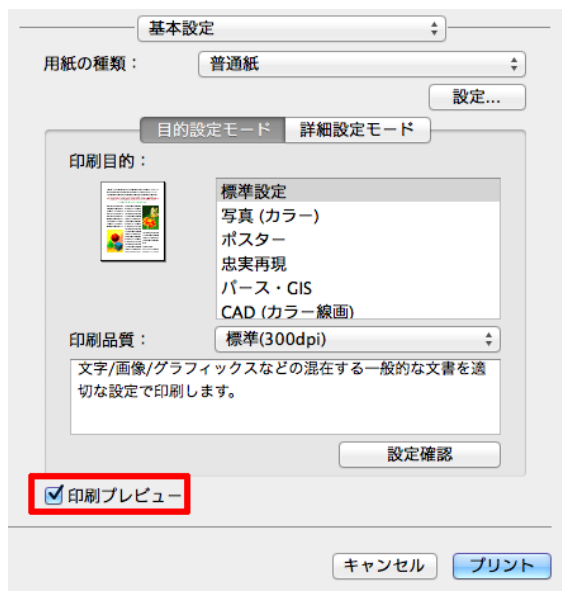 基本設定
用紙の種類：
普通紙
設定...
目的設定モード
詳細設定モード
印刷目的：
標準設定
写真 (カラー)
ポスター
忠実再現
パース・GIS
CAD (カラー線画)
印刷品質：
標準(300dpi)
文字/画像/グラフィックスなどの混在する一般的な文書を適
切な設定で印刷します。
設定確認
印刷プレビュー
キャンセル
プリント